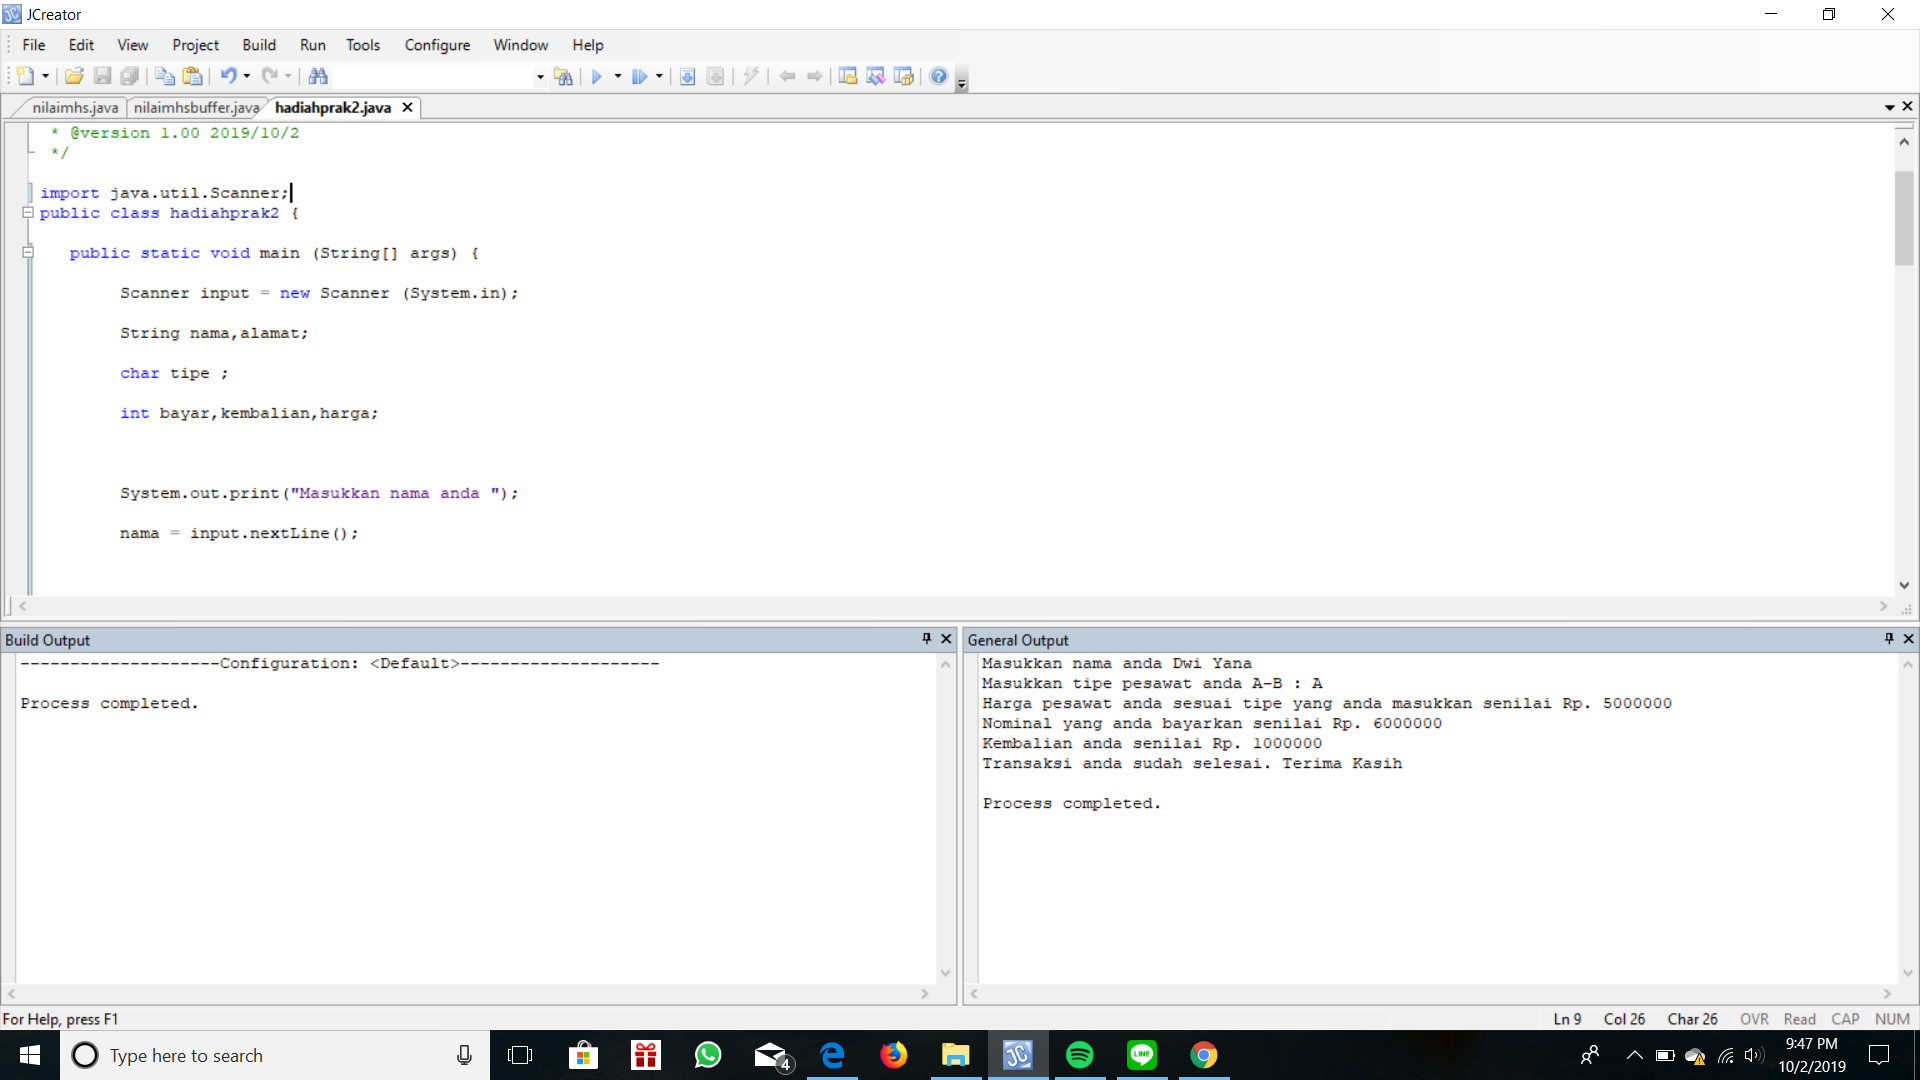 JCreator
File Edit View Project Build Run Tools Configure Window Help
nilaimhs.java nilaimhsbuffer.java hadiahprak2.java
* @version 1.00 2019/10/2
*/
import java.util.Scanner;
public class hadiahprak2 {
public static void main (String[] args) {
Scanner input = new Scanner (System.in);
String nama,alamat;
char tipe ;
int bayar,kembalian,harga;
System.out.print("Masukkan nama anda ");
nama = input.nextLine();
Build Output
--------------------Configuration: <Default>--------------------
Process completed.
General Output
Masukkan nama anda Dwi Yana
Masukkan tipe pesawat anda A-B : A
Harga pesawat anda sesuai tipe yang anda masukkan senilai Rp. 5000000
Nominal yang anda bayarkan senilai Rp. 6000000
Kembalian anda senilai Rp. 1000000
Transaksi anda sudah selesai. Terima Kasih
Process completed.
For Help, press F1
Ln 9 Col 26 Char 26 OVR Read CAP NUM
Type here to search
4
JC
LINE
9:47 PM
10/2/2019